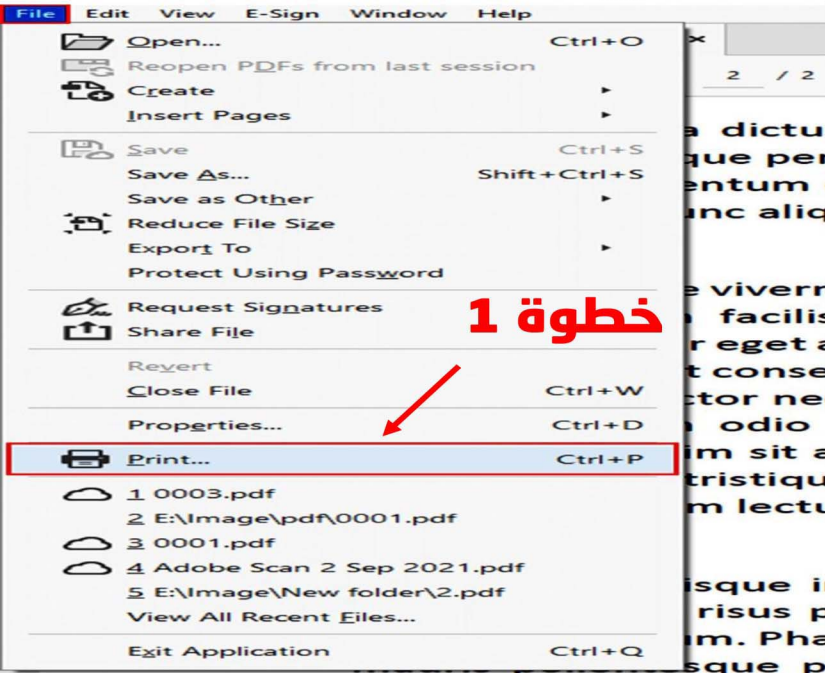 File Edit View E-Sign Window Help
Open... Ctrl+O
Reopen PDFs from last session
2 / 2
Create
Insert Pages
a dictu
Save Ctrl+S
que per
Save As... Shift+Ctrl+S
entum
Save as Other
unc aliq
Reduce File Size
Export To
Protect Using Password
e viverr
Request Signatures
خطوة 1
facilis
Share File
r eget a
Revert
t conse
Close File Ctrl+W
ctor ne
Properties... Ctrl+D
odio
im sit a
Print... Ctrl+P
tristiqu
1 0003.pdf
m lectu
2 E:\Image\pdf\0001.pdf
3 0001.pdf
4 Adobe Scan 2 Sep 2021.pdf
5 E:\Image\New folder\2.pdf
isque i
View All Recent Files...
risus p
um. Pha
Exit Application Ctrl+Q
sque p